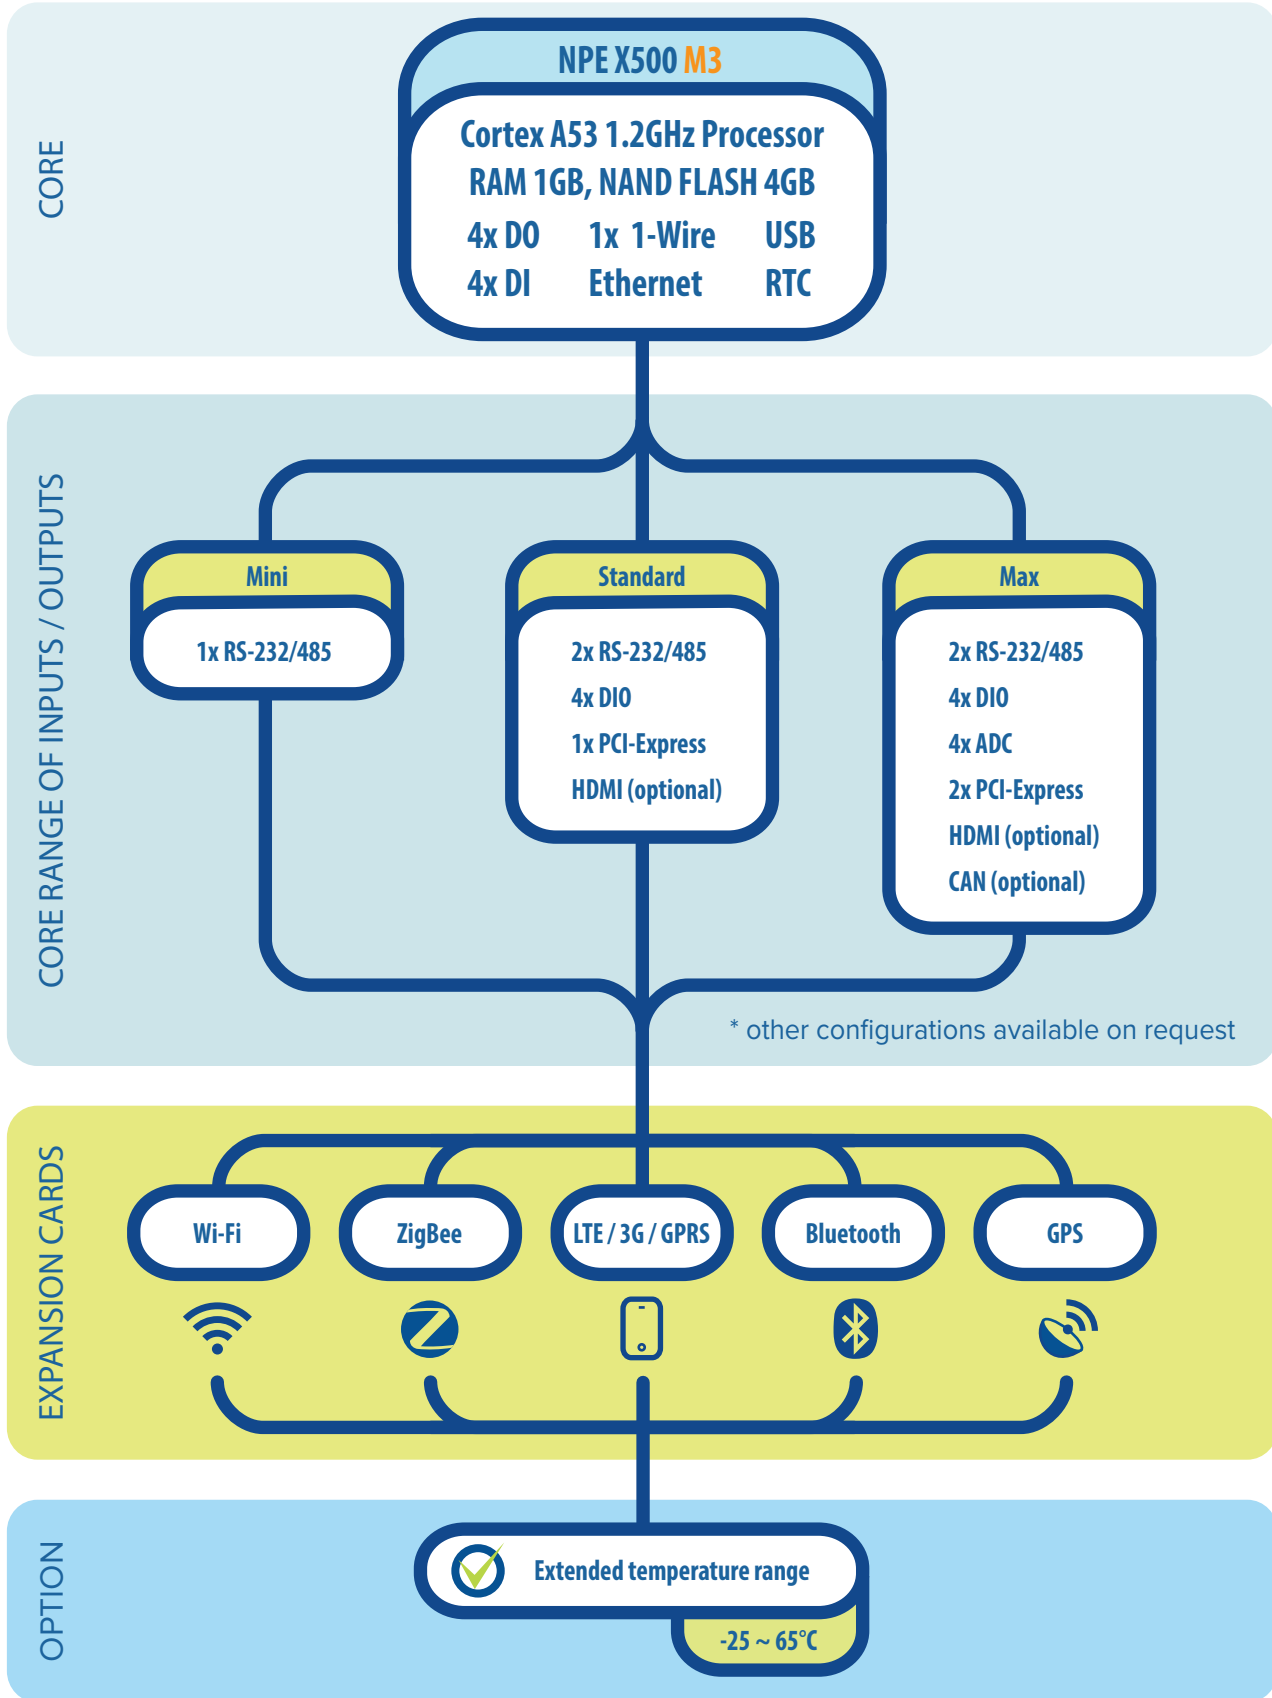 CORE
NPE X500 M3
Cortex A53 1.2GHz Processor
RAM 1GB, NAND FLASH 4GB
4x DO 1x 1-Wire USB
4x DI Ethernet RTC
CORE RANGE OF INPUTS / OUTPUTS
Mini
1x RS-232/485
Standard
2x RS-232/485
4x DIO
1x PCI-Express
HDMI (optional)
Max
2x RS-232/485
4x DIO
4x ADC
2x PCI-Express
HDMI (optional)
CAN (optional)
* other configurations available on request
EXPANSION CARDS
Wi-Fi
ZigBee
LTE / 3G / GPRS
Bluetooth
GPS
OPTION
Extended temperature range
-25 ~ 65°C